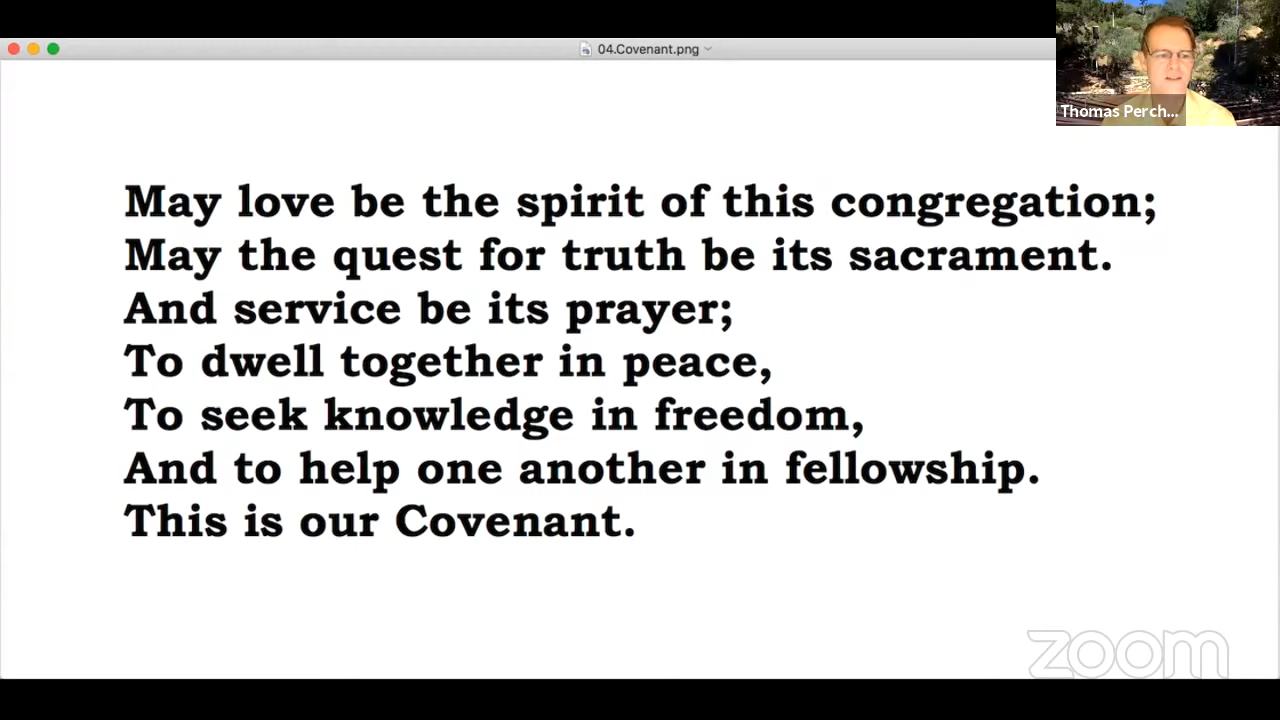 04.Covenant.png
Thomas Perch...
May love be the spirit of this congregation;
May the quest for truth be its sacrament.
And service be its prayer;
To dwell together in peace,
To seek knowledge in freedom,
And to help one another in fellowship.
This is our Covenant.
zoom